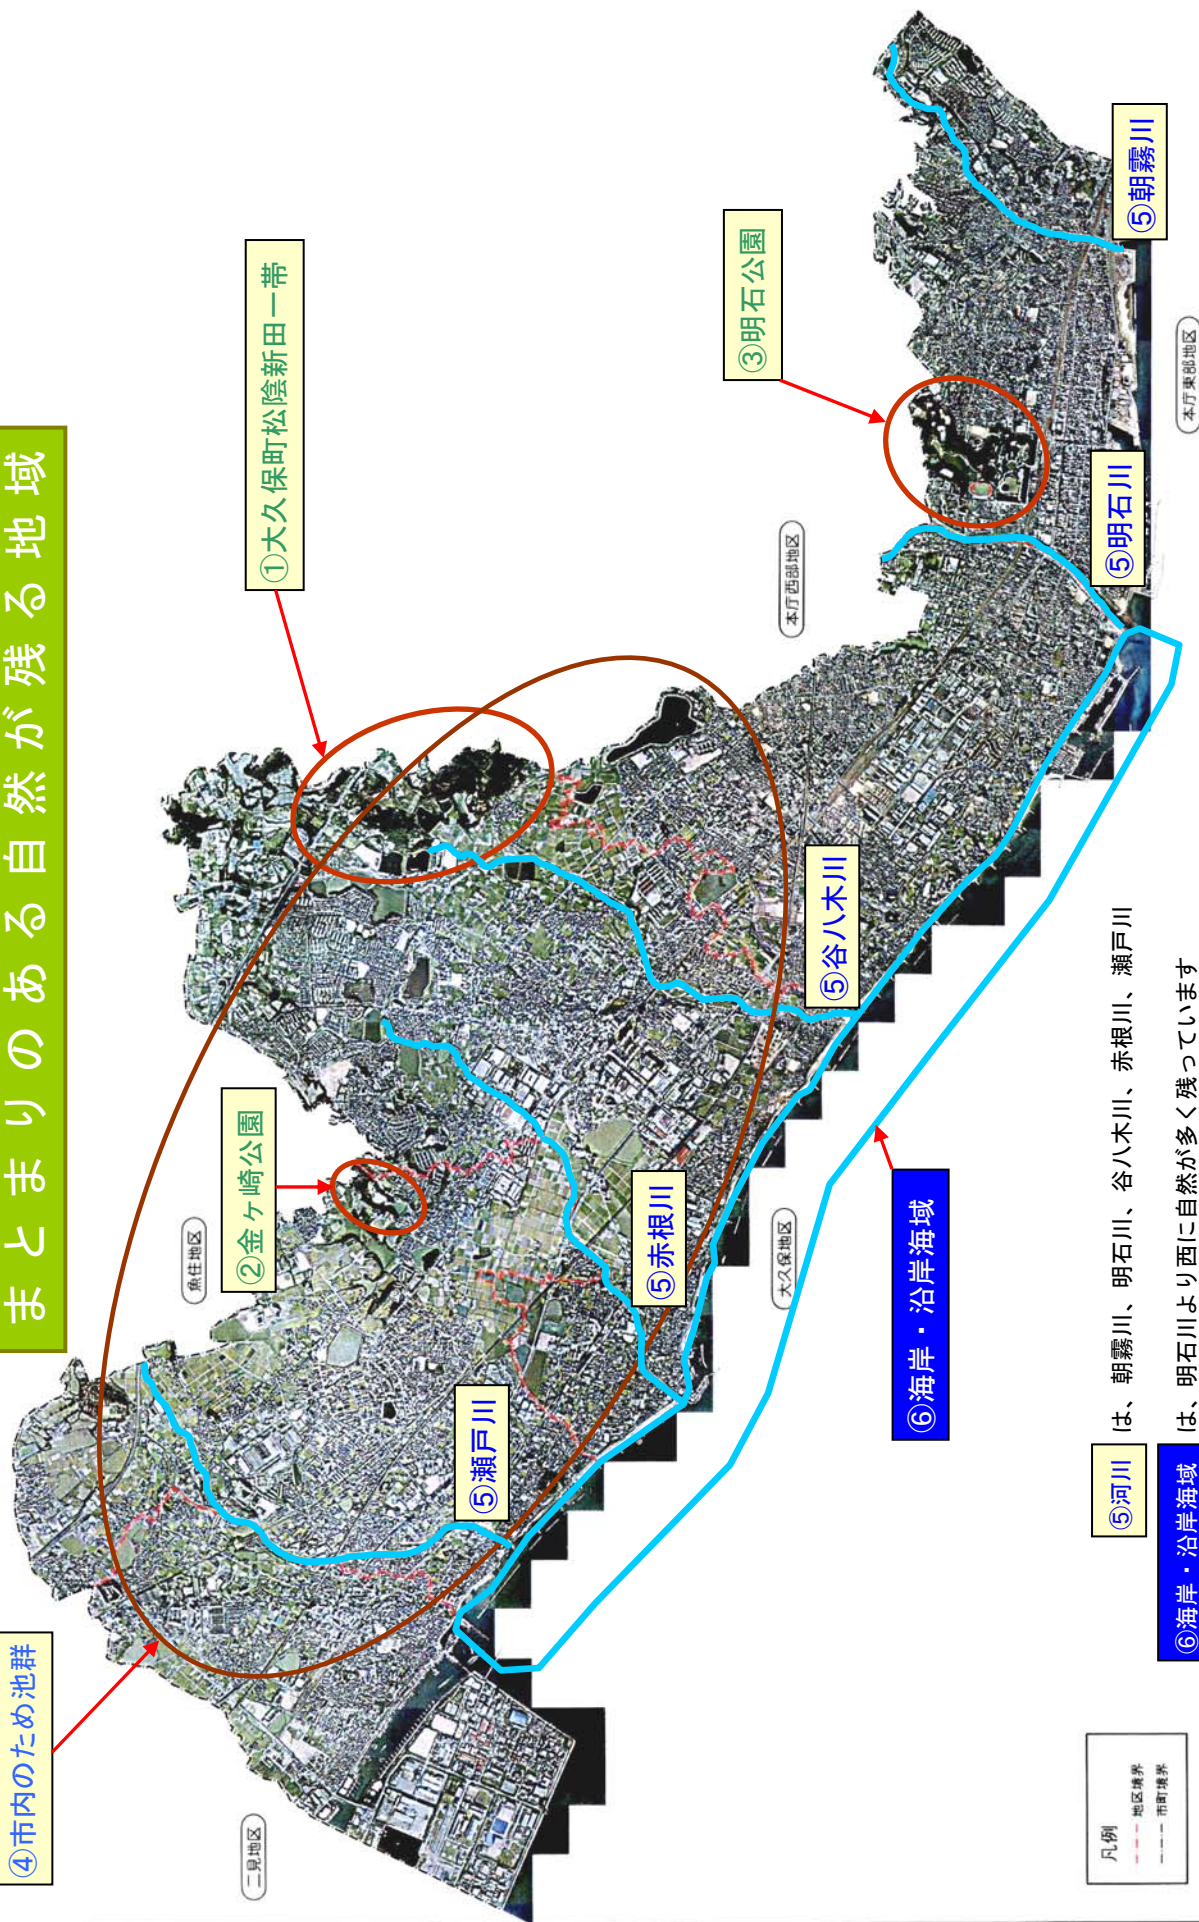 まとまりのある自然が残る地域
④市内のため池群
①大久保町松陰新田一帯
②金ヶ崎公園
③明石公園
魚住地区
二見地区
本庁西部地区
大久保地区
本庁東部地区
⑤瀬戸川
⑤赤根川
⑤谷八木川
⑤明石川
⑤朝霧川
⑥海岸・沿岸海域
⑤河川 は、朝霧川、明石川、谷八木川、赤根川、瀬戸川
⑥海岸・沿岸海域 は、明石川より西に自然が多く残っています
凡例
地区境界
市町境界